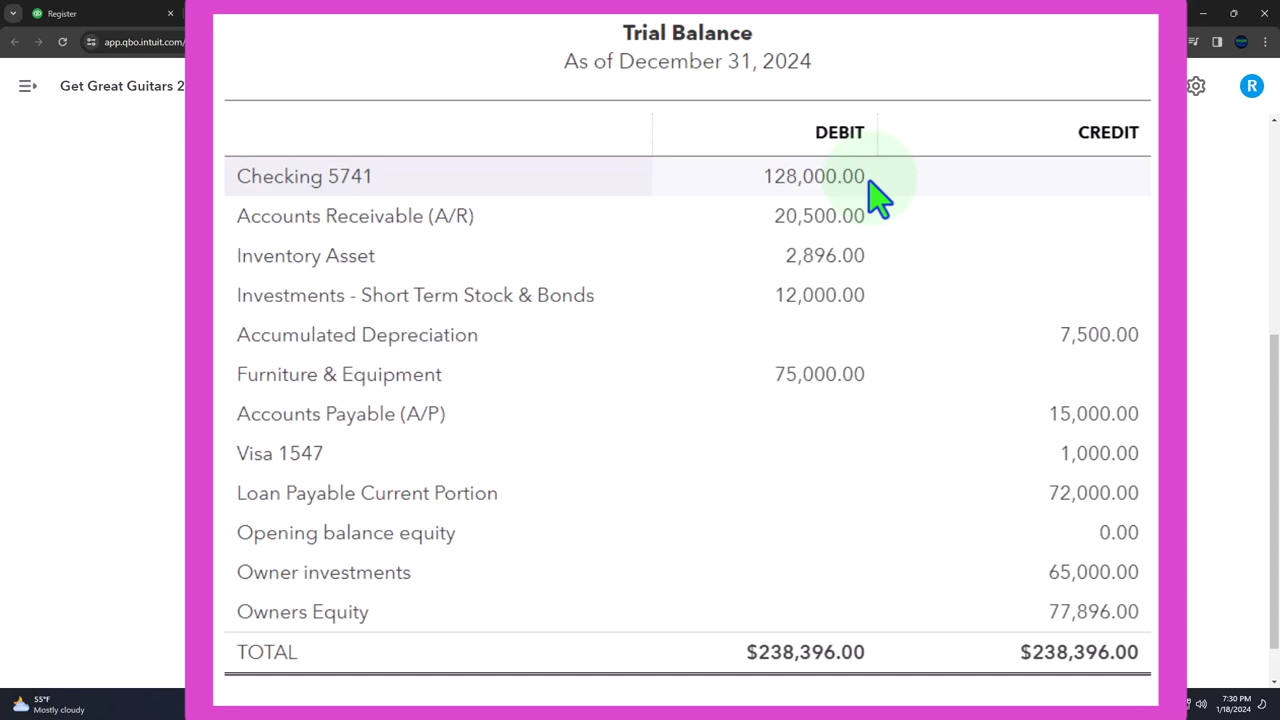 Register
app.qbo.intuit.com/
Get Great Guitars 2
R
Trial Balance
As of December 31, 2024
DEBIT CREDIT
Checking 5741 128,000.00
Accounts Receivable (A/R) 20,500.00
Inventory Asset 2,896.00
Investments - Short Term Stock & Bonds 12,000.00
Accumulated Depreciation 7,500.00
Furniture & Equipment 75,000.00
Accounts Payable (A/P) 15,000.00
Visa 1547 1,000.00
Loan Payable Current Portion 72,000.00
Opening balance equity 0.00
Owner investments 65,000.00
Owners Equity 77,896.00
TOTAL $238,396.00 $238,396.00
55°F
Mostly cloudy
7:30 PM
1/18/2024